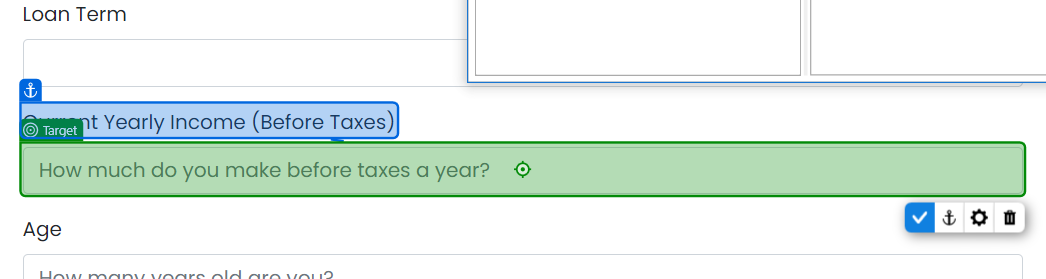 Loan Term
Current Yearly Income (Before Taxes)
Target
How much do you make before taxes a year?
Age
How many years old are you?